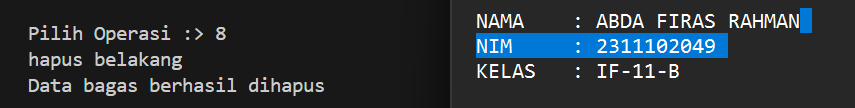 Pilih Operasi :> 8
hapus belakang
Data bagas berhasil dihapus
NAMA : ABDA FIRAS RAHMAN
NIM : 2311102049
KELAS : IF-11-B